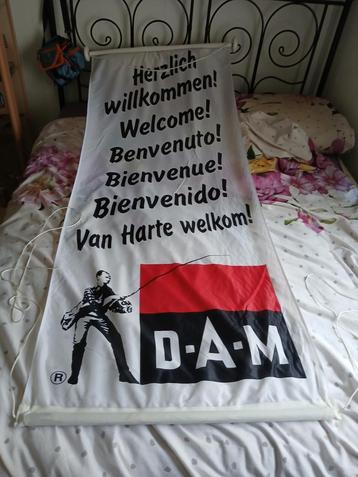 Herzlich
willkommen!
Welcome!
Benvenuto!
Bienvenue!
Bienvenido!
Van Harte welkom!
D-A-M
®